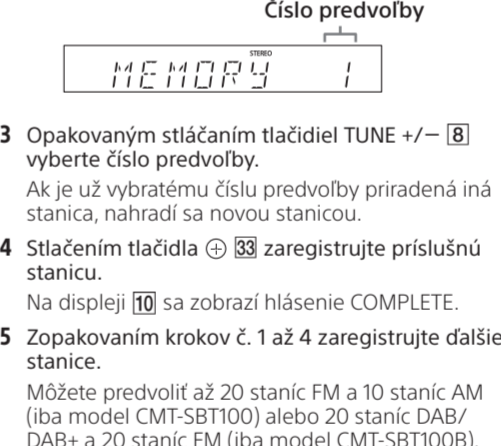 Číslo predvoľby
STEREO
MEMORY 1
3 Opakovaným stláčaním tlačidiel TUNE +/− 8
vyberte číslo predvoľby.
Ak je už vybratému číslu predvoľby priradená iná
stanica, nahradí sa novou stanicou.
4 Stlačením tlačidla ⊕ 33 zaregistrujte príslušnú
stanicu.
Na displeji 10 sa zobrazí hlásenie COMPLETE.
5 Zopakovaním krokov č. 1 až 4 zaregistrujte ďalšie
stanice.
Môžete predvoliť až 20 staníc FM a 10 staníc AM
(iba model CMT-SBT100) alebo 20 staníc DAB/
DAB+ a 20 staníc FM (iba model CMT-SBT100B).